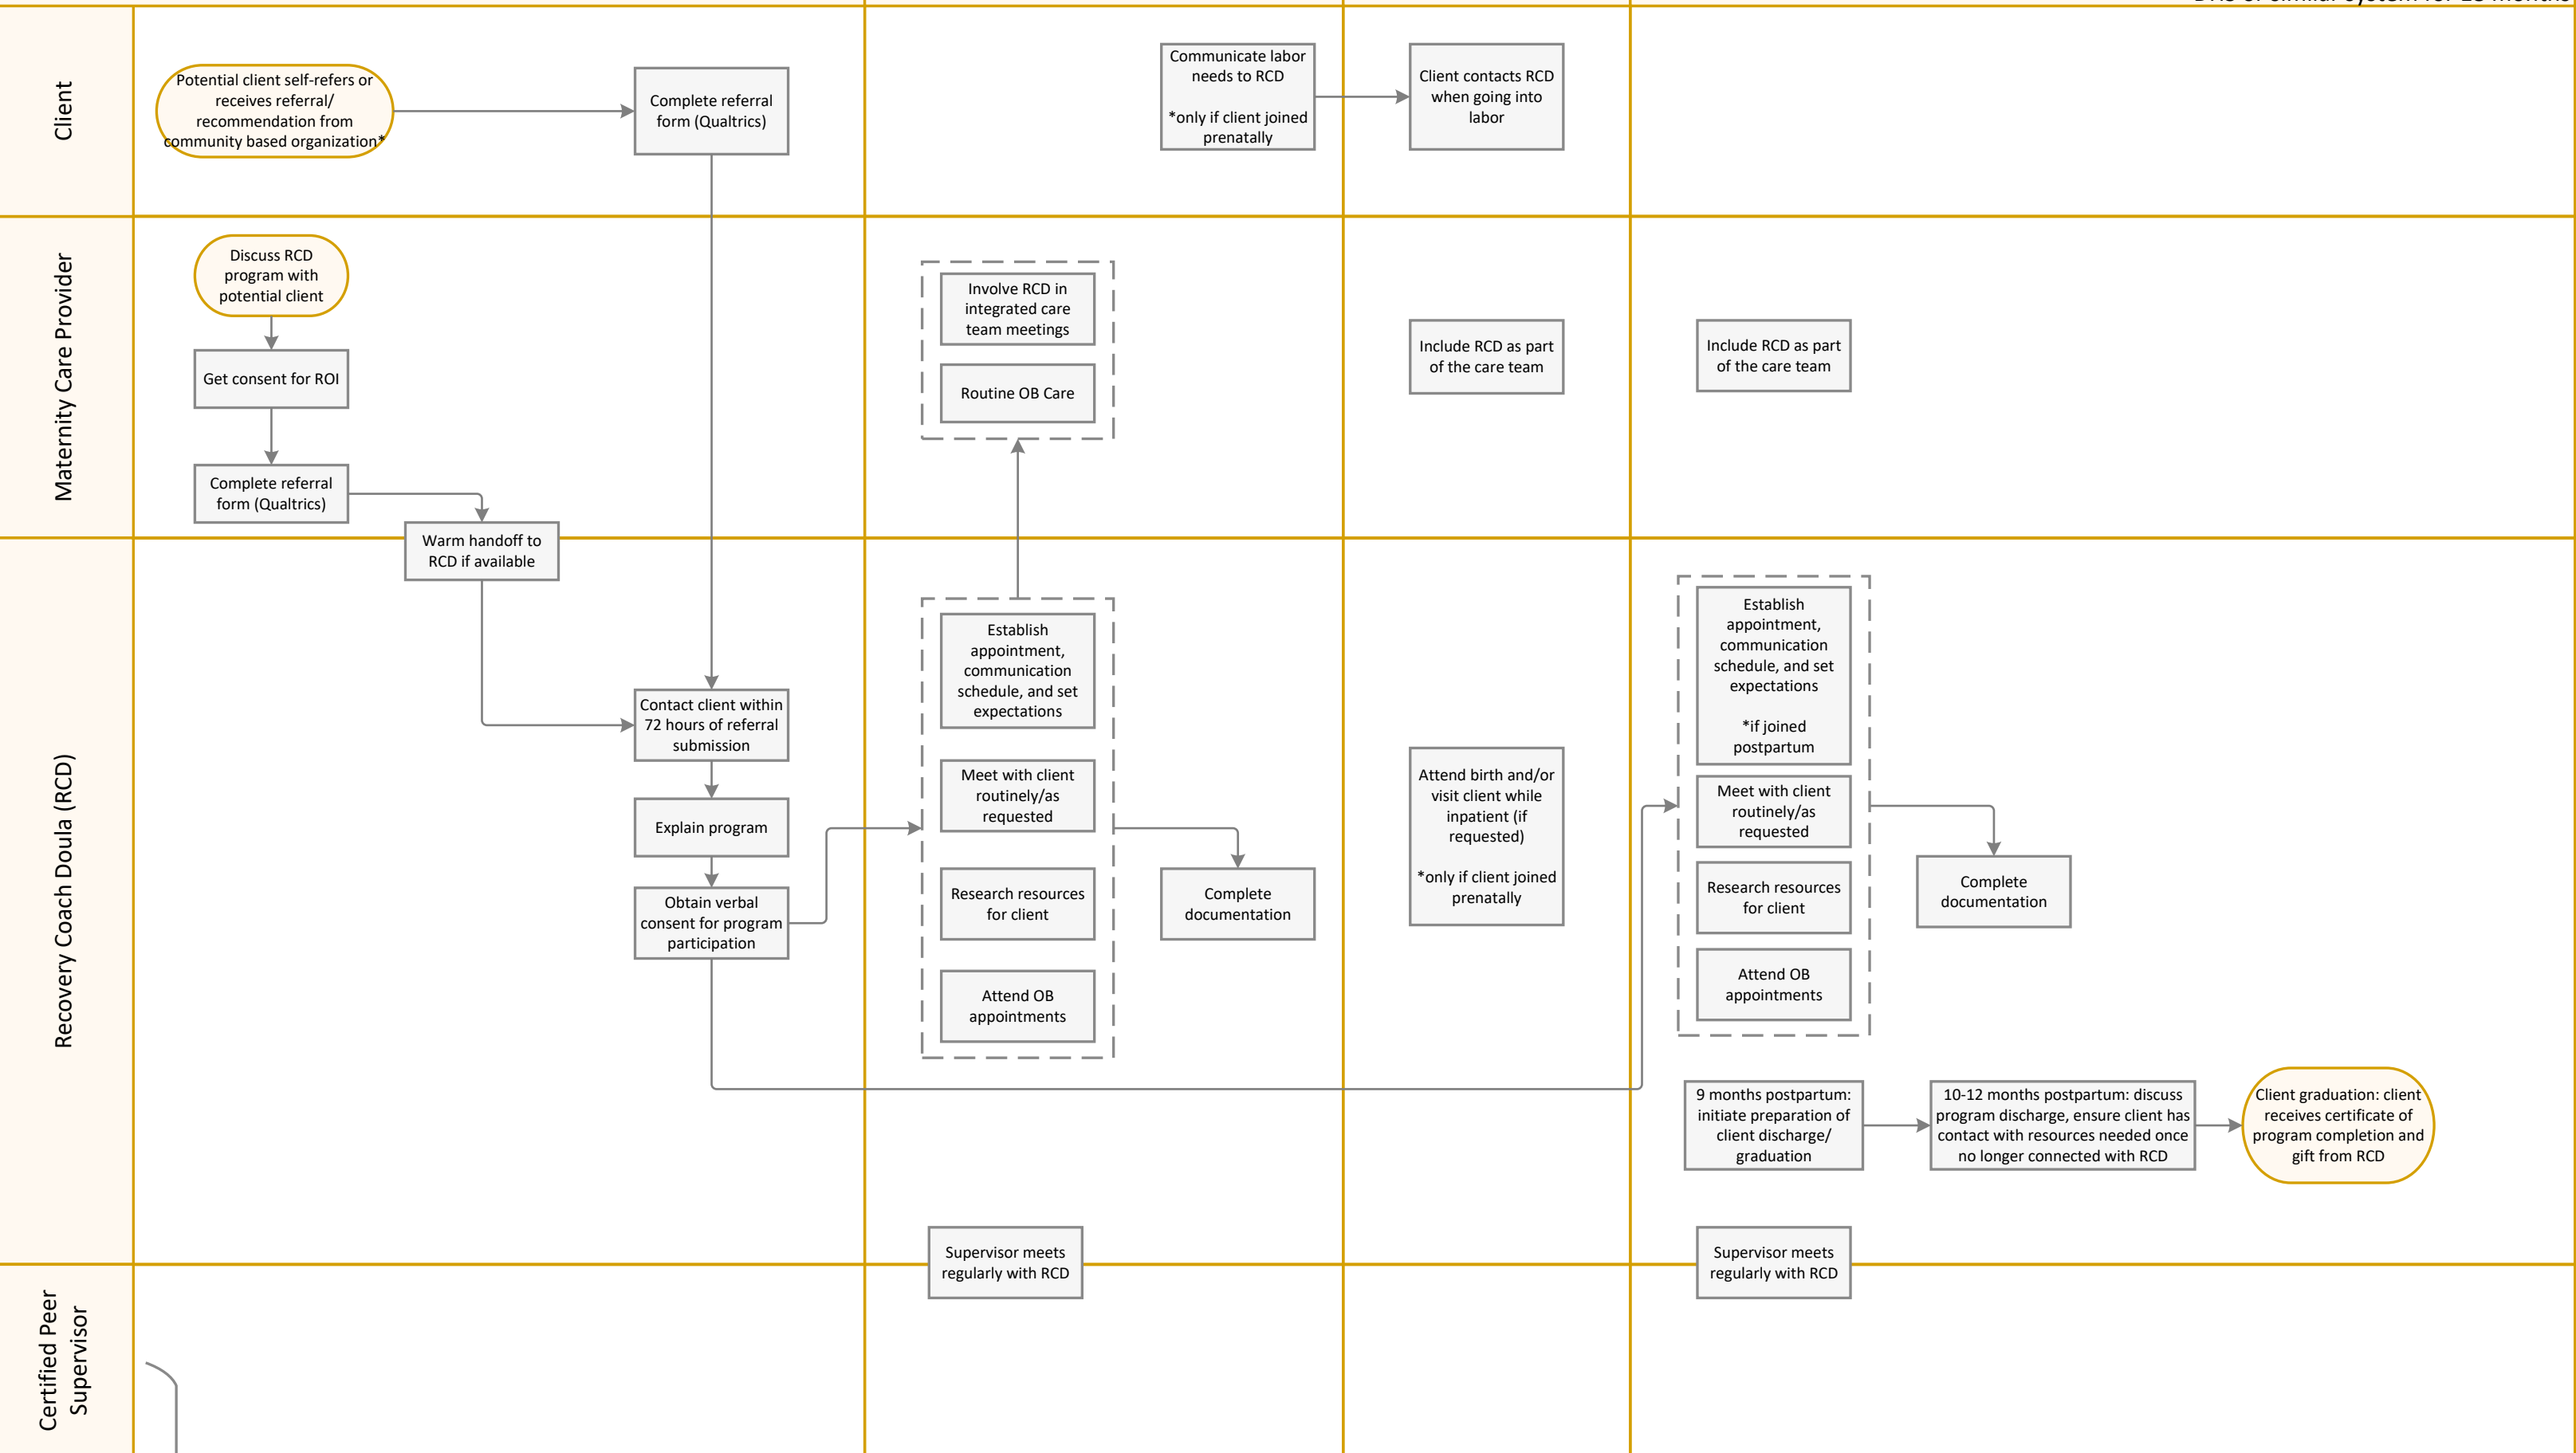 Client
Potential client self-refers or
receives referral/
recommendation from
community based organization*
Complete referral
form (Qualtrics)
Communicate labor
needs to RCD
*only if client joined
prenatally
Client contacts RCD
when going into
labor
Maternity Care Provider
Discuss RCD
program with
potential client
Get consent for ROI
Complete referral
form (Qualtrics)
Warm handoff to
RCD if available
Involve RCD in
integrated care
team meetings
Routine OB Care
Include RCD as part
of the care team
Include RCD as part
of the care team
Recovery Coach Doula (RCD)
Contact client within
72 hours of referral
submission
Explain program
Obtain verbal
consent for program
participation
Establish
appointment,
communication
schedule, and set
expectations
Meet with client
routinely/as
requested
Research resources
for client
Attend OB
appointments
Complete
documentation
Attend birth and/or
visit client while
inpatient (if
requested)
*only if client joined
prenatally
Establish
appointment,
communication
schedule, and set
expectations
*if joined
postpartum
Meet with client
routinely/as
requested
Research resources
for client
Attend OB
appointments
Complete
documentation
9 months postpartum:
initiate preparation of
client discharge/
graduation
10-12 months postpartum: discuss
program discharge, ensure client has
contact with resources needed once
no longer connected with RCD
Client graduation: client
receives certificate of
program completion and
gift from RCD
Supervisor meets
regularly with RCD
Supervisor meets
regularly with RCD
Certified Peer
Supervisor